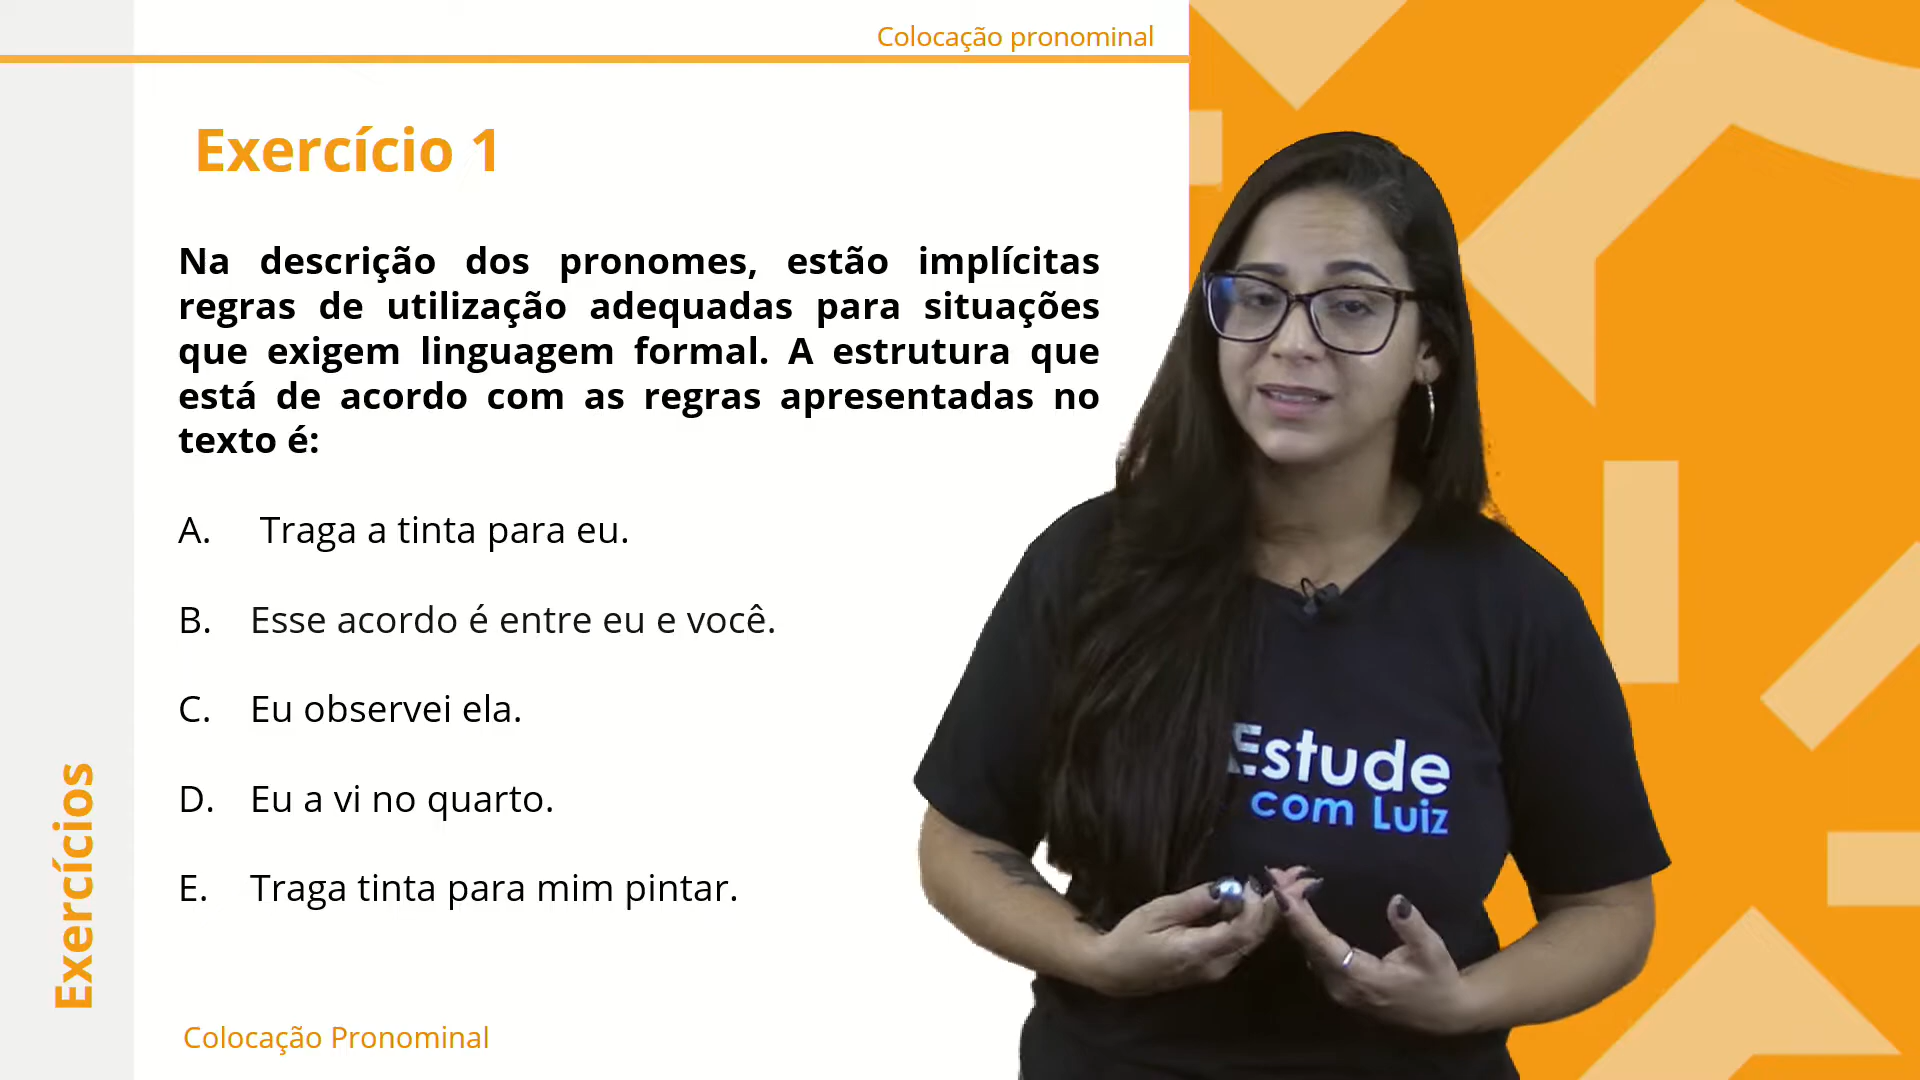 Colocação pronominal
Exercício 1
Na descrição dos pronomes, estão implícitas
regras de utilização adequadas para situações
que exigem linguagem formal. A estrutura que
está de acordo com as regras apresentadas no
texto é:
A. Traga a tinta para eu.
B. Esse acordo é entre eu e você.
C. Eu observei ela.
D. Eu a vi no quarto.
E. Traga tinta para mim pintar.
Exercícios
Colocação Pronominal
Estude
com Luiz